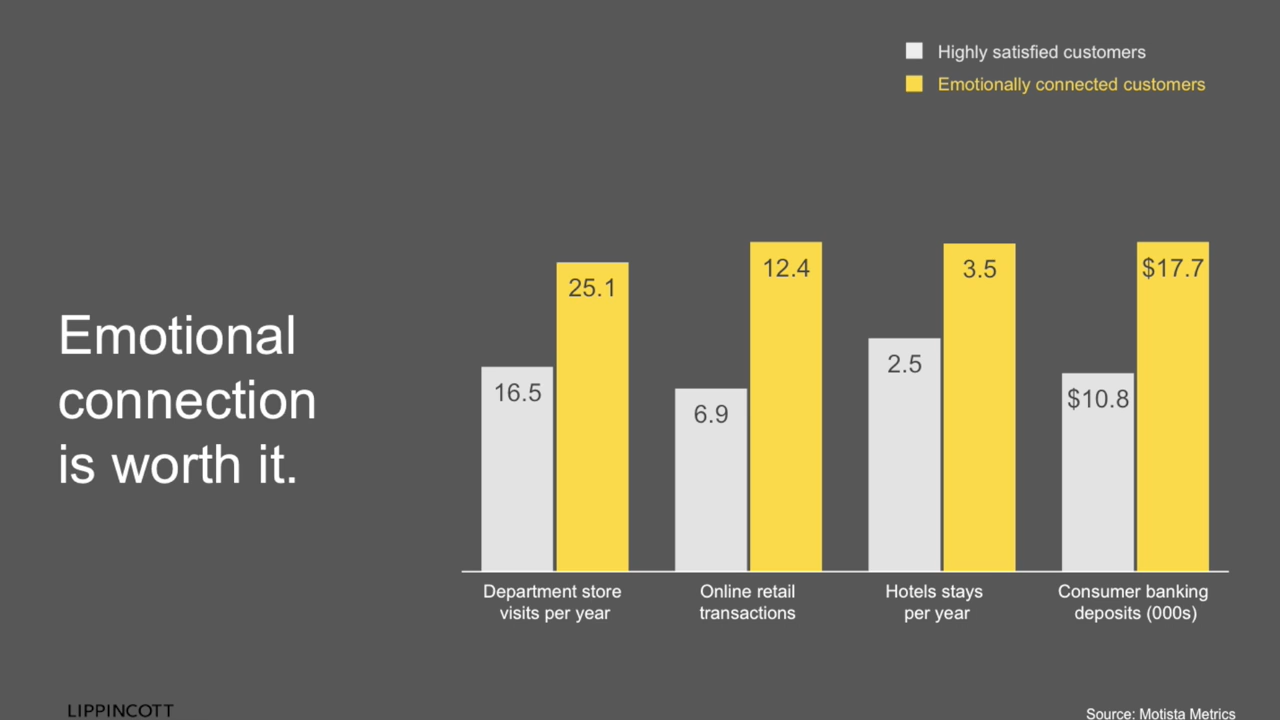 Highly satisfied customers
Emotionally connected customers
Emotional
connection
is worth it.
16.5
25.1
6.9
12.4
2.5
3.5
$10.8
$17.7
Department store
visits per year
Online retail
transactions
Hotels stays
per year
Consumer banking
deposits (000s)
LIPPINCOTT
Source: Motista Metrics